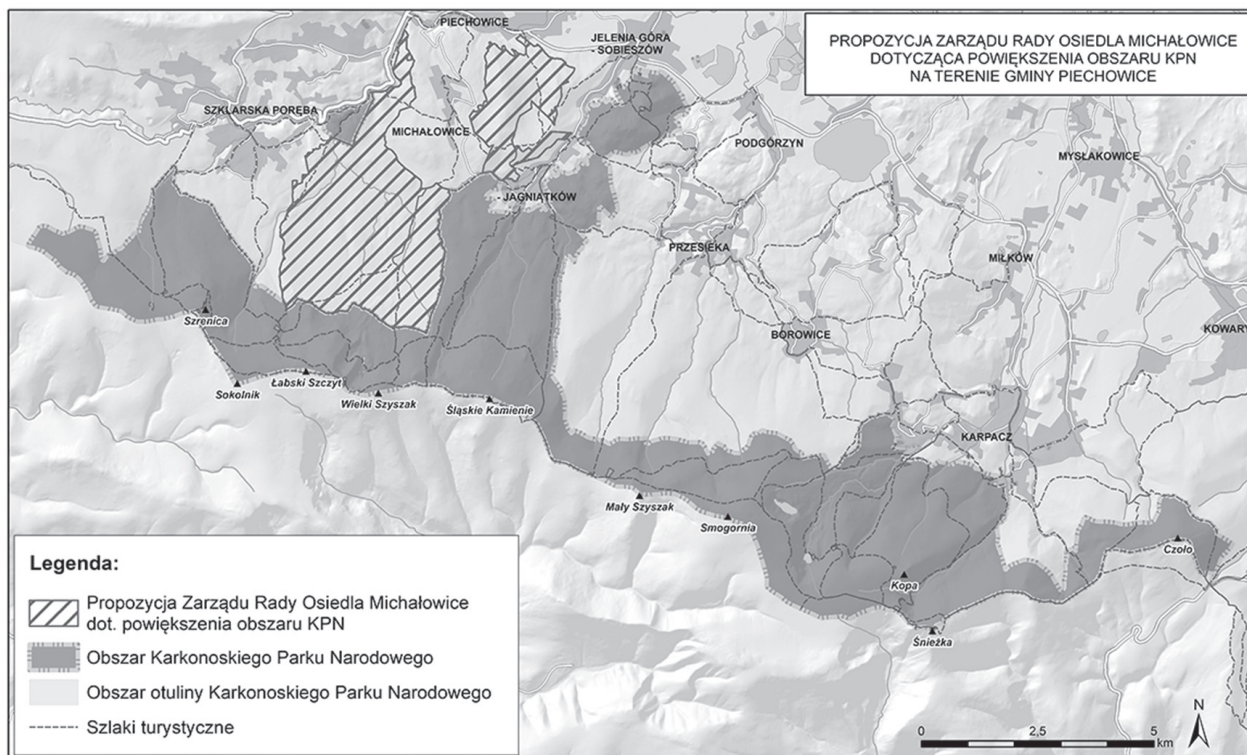 PROPOZYCJA ZARZĄDU RADY OSIEDLA MICHAŁOWICE
DOTYCZĄCA POWIĘKSZENIA OBSZARU KPN
NA TERENIE GMINY PIECHOWICE
PIECHOWICE
JELENIA GÓRA
- SOBIESZÓW
SZKLARSKA PORĘBA
MICHAŁOWICE
PODGÓRZYN
MYSŁAKOWICE
- JAGNIĄTKÓW
PRZESIEKA
MIŁKÓW
Szrenica
BOROWICE
KOWARY
Łabski Szczyt
Sokolnik
Wielki Szyszak
Śląskie Kamienie
KARPACZ
Mały Szyszak
Smogornia
Czoło
Kopa
Śnieżka
Legenda:
Propozycja Zarządu Rady Osiedla Michałowice
dot. powiększenia obszaru KPN
Obszar Karkonoskiego Parku Narodowego
Obszar otuliny Karkonoskiego Parku Narodowego
Szlaki turystyczne
N
0 2,5 5
km